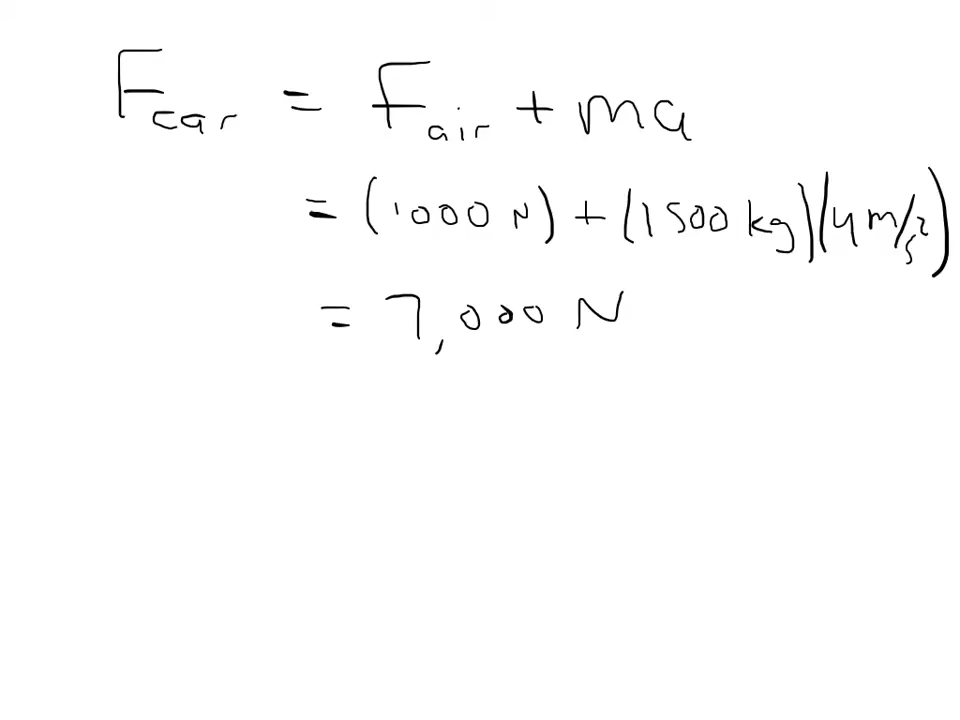 F_car = F_air + ma
= (1000 N) + (1500 kg)(4 m/s²)
= 7,000 N